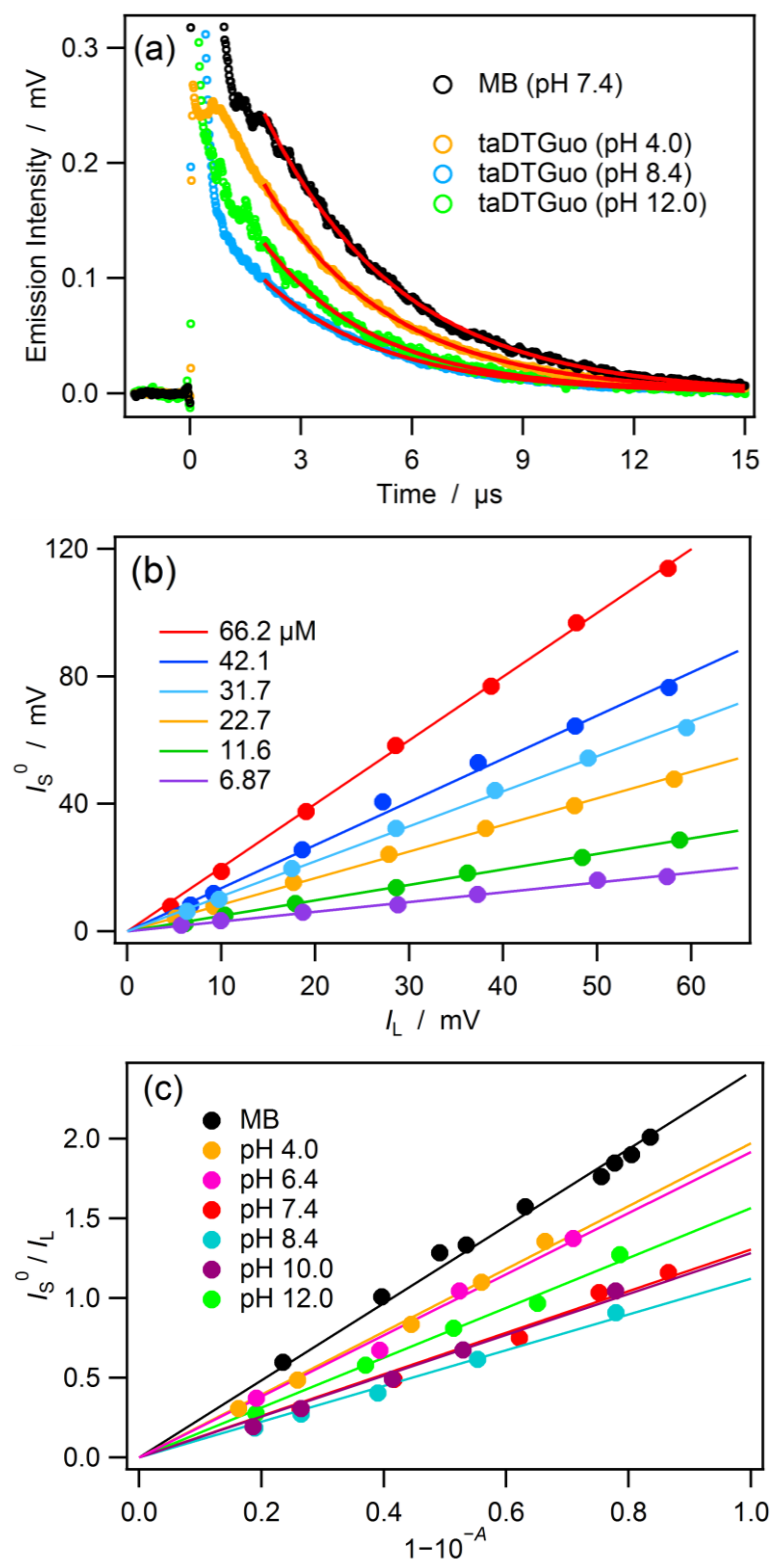 (a)
0.3
0.2
0.1
0.0
Emission Intensity / mV
MB (pH 7.4)
taDTGuo (pH 4.0)
taDTGuo (pH 8.4)
taDTGuo (pH 12.0)
0 3 6 9 12 15
Time / μs
(b)
120
80
40
0
I_S^0 / mV
66.2 μM
42.1
31.7
22.7
11.6
6.87
0 10 20 30 40 50 60
I_L / mV
(c)
2.0
1.5
1.0
0.5
0.0
I_S^0 / I_L
MB
pH 4.0
pH 6.4
pH 7.4
pH 8.4
pH 10.0
pH 12.0
0.0 0.2 0.4 0.6 0.8 1.0
1−10^−A